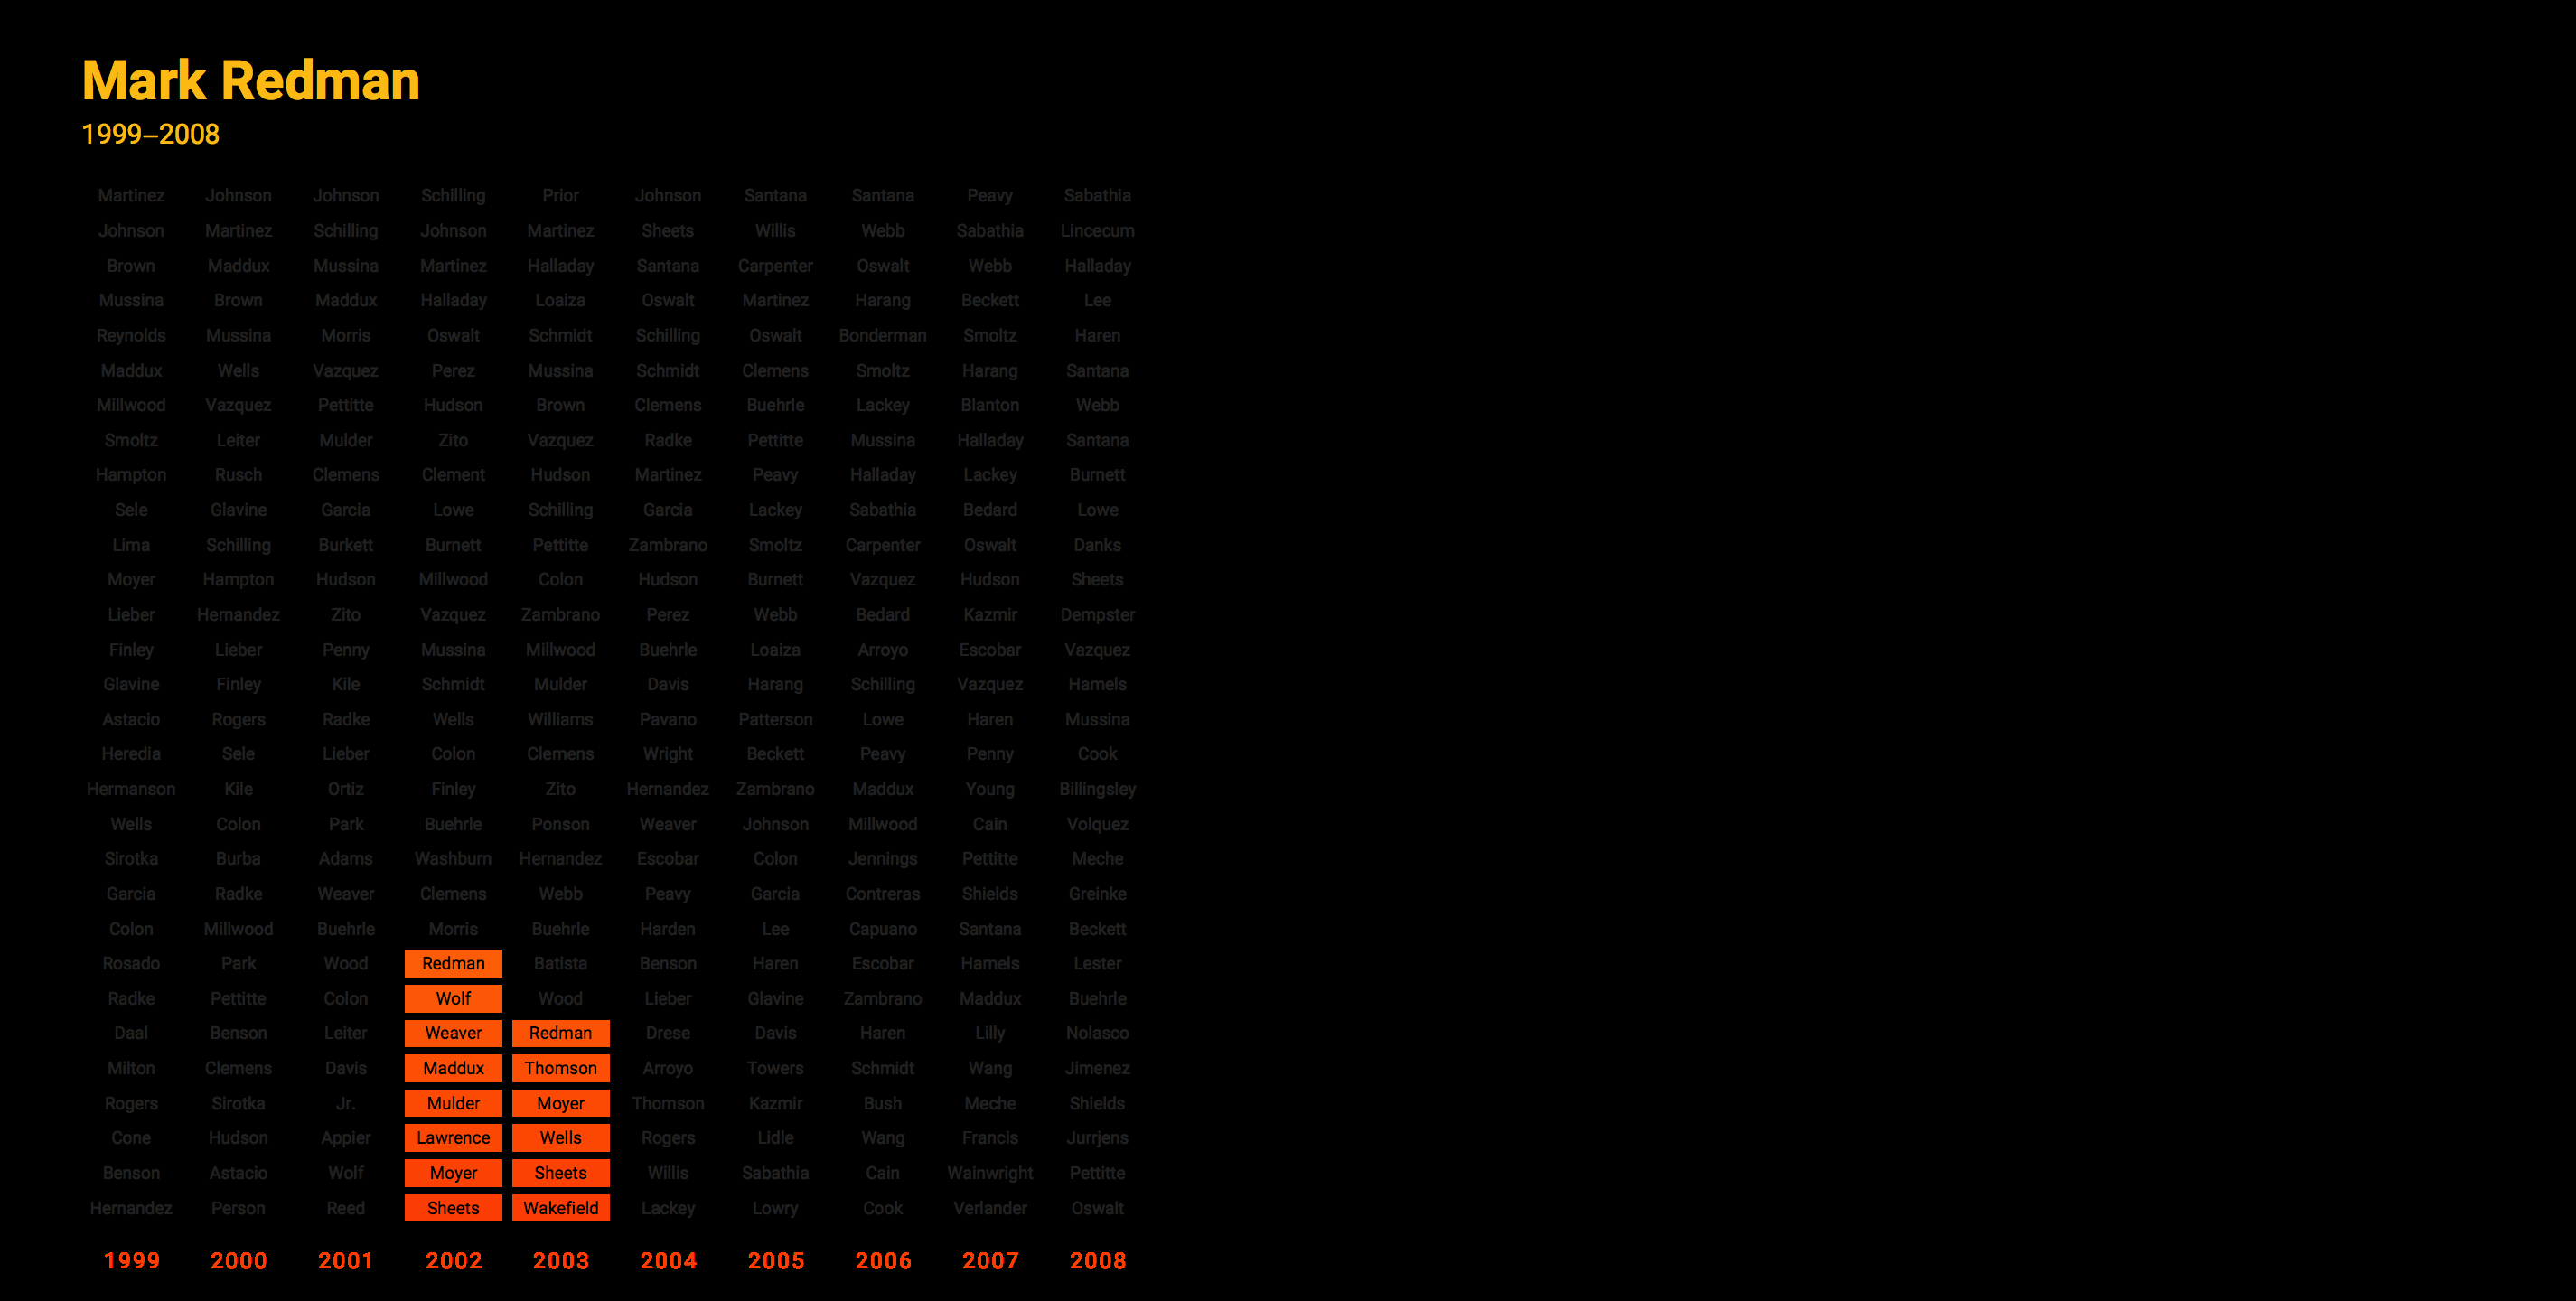 Mark Redman
1999–2008
Martinez Johnson Johnson Schilling Prior Johnson Santana Santana Peavy Sabathia
Johnson Martinez Schilling Johnson Martinez Sheets Willis Webb Sabathia Lincecum
Brown Maddux Mussina Martinez Halladay Santana Carpenter Oswalt Webb Halladay
Mussina Brown Maddux Halladay Loaiza Oswalt Martinez Harang Beckett Lee
Reynolds Mussina Morris Oswalt Schmidt Schilling Oswalt Bonderman Smoltz Haren
Maddux Wells Vazquez Perez Mussina Schmidt Clemens Smoltz Harang Santana
Millwood Vazquez Pettitte Hudson Brown Clemens Buehrle Lackey Blanton Webb
Smoltz Leiter Mulder Zito Vazquez Radke Pettitte Mussina Halladay Santana
Hampton Rusch Clemens Clement Hudson Martinez Peavy Halladay Lackey Burnett
Sele Glavine Garcia Lowe Schilling Garcia Lackey Sabathia Bedard Lowe
Lima Schilling Burkett Burnett Pettitte Zambrano Smoltz Carpenter Oswalt Danks
Moyer Hampton Hudson Millwood Colon Hudson Burnett Vazquez Hudson Sheets
Lieber Hernandez Zito Vazquez Zambrano Perez Webb Bedard Kazmir Dempster
Finley Lieber Penny Mussina Millwood Buehrle Loaiza Arroyo Escobar Vazquez
Glavine Finley Kile Schmidt Mulder Davis Harang Schilling Vazquez Hamels
Astacio Rogers Radke Wells Williams Pavano Patterson Lowe Haren Mussina
Heredia Sele Lieber Colon Clemens Wright Beckett Peavy Penny Cook
Hermanson Kile Ortiz Finley Zito Hernandez Zambrano Maddux Young Billingsley
Wells Colon Park Buehrle Ponson Weaver Johnson Millwood Cain Volquez
Sirotka Burba Adams Washburn Hernandez Escobar Colon Jennings Pettitte Meche
Garcia Radke Weaver Clemens Webb Peavy Garcia Contreras Shields Greinke
Colon Millwood Buehrle Morris Buehrle Harden Lee Capuano Santana Beckett
Rosado Park Wood Redman Batista Benson Haren Escobar Hamels Lester
Radke Pettitte Colon Wolf Wood Lieber Glavine Zambrano Maddux Buehrle
Daal Benson Leiter Weaver Redman Drese Davis Haren Lilly Nolasco
Milton Clemens Davis Maddux Thomson Arroyo Towers Schmidt Wang Jimenez
Rogers Sirotka Jr. Mulder Moyer Thomson Kazmir Bush Meche Shields
Cone Hudson Appier Lawrence Wells Rogers Lidle Wang Francis Jurrjens
Benson Astacio Wolf Moyer Sheets Willis Sabathia Cain Wainwright Pettitte
Hernandez Person Reed Sheets Wakefield Lackey Lowry Cook Verlander Oswalt
1999 2000 2001 2002 2003 2004 2005 2006 2007 2008